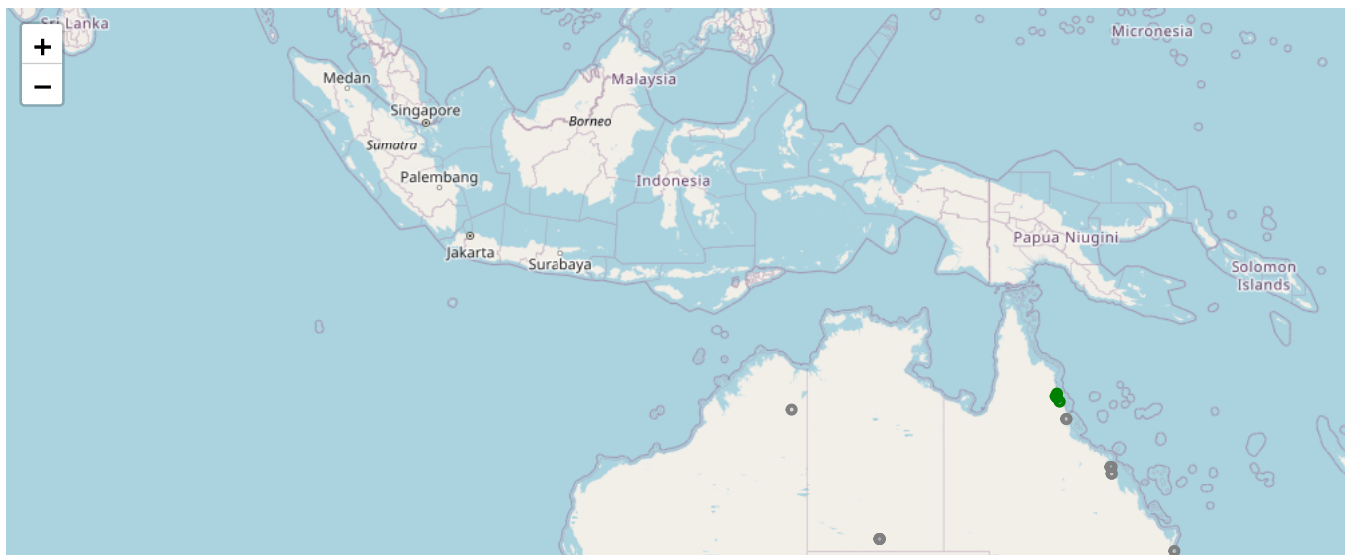 Sri Lanka
+
−
Micronesia
Medan
Malaysia
Singapore
Borneo
Sumatra
Palembang
Indonesia
Papua Niugini
Jakarta
Surabaya
Solomon
Islands